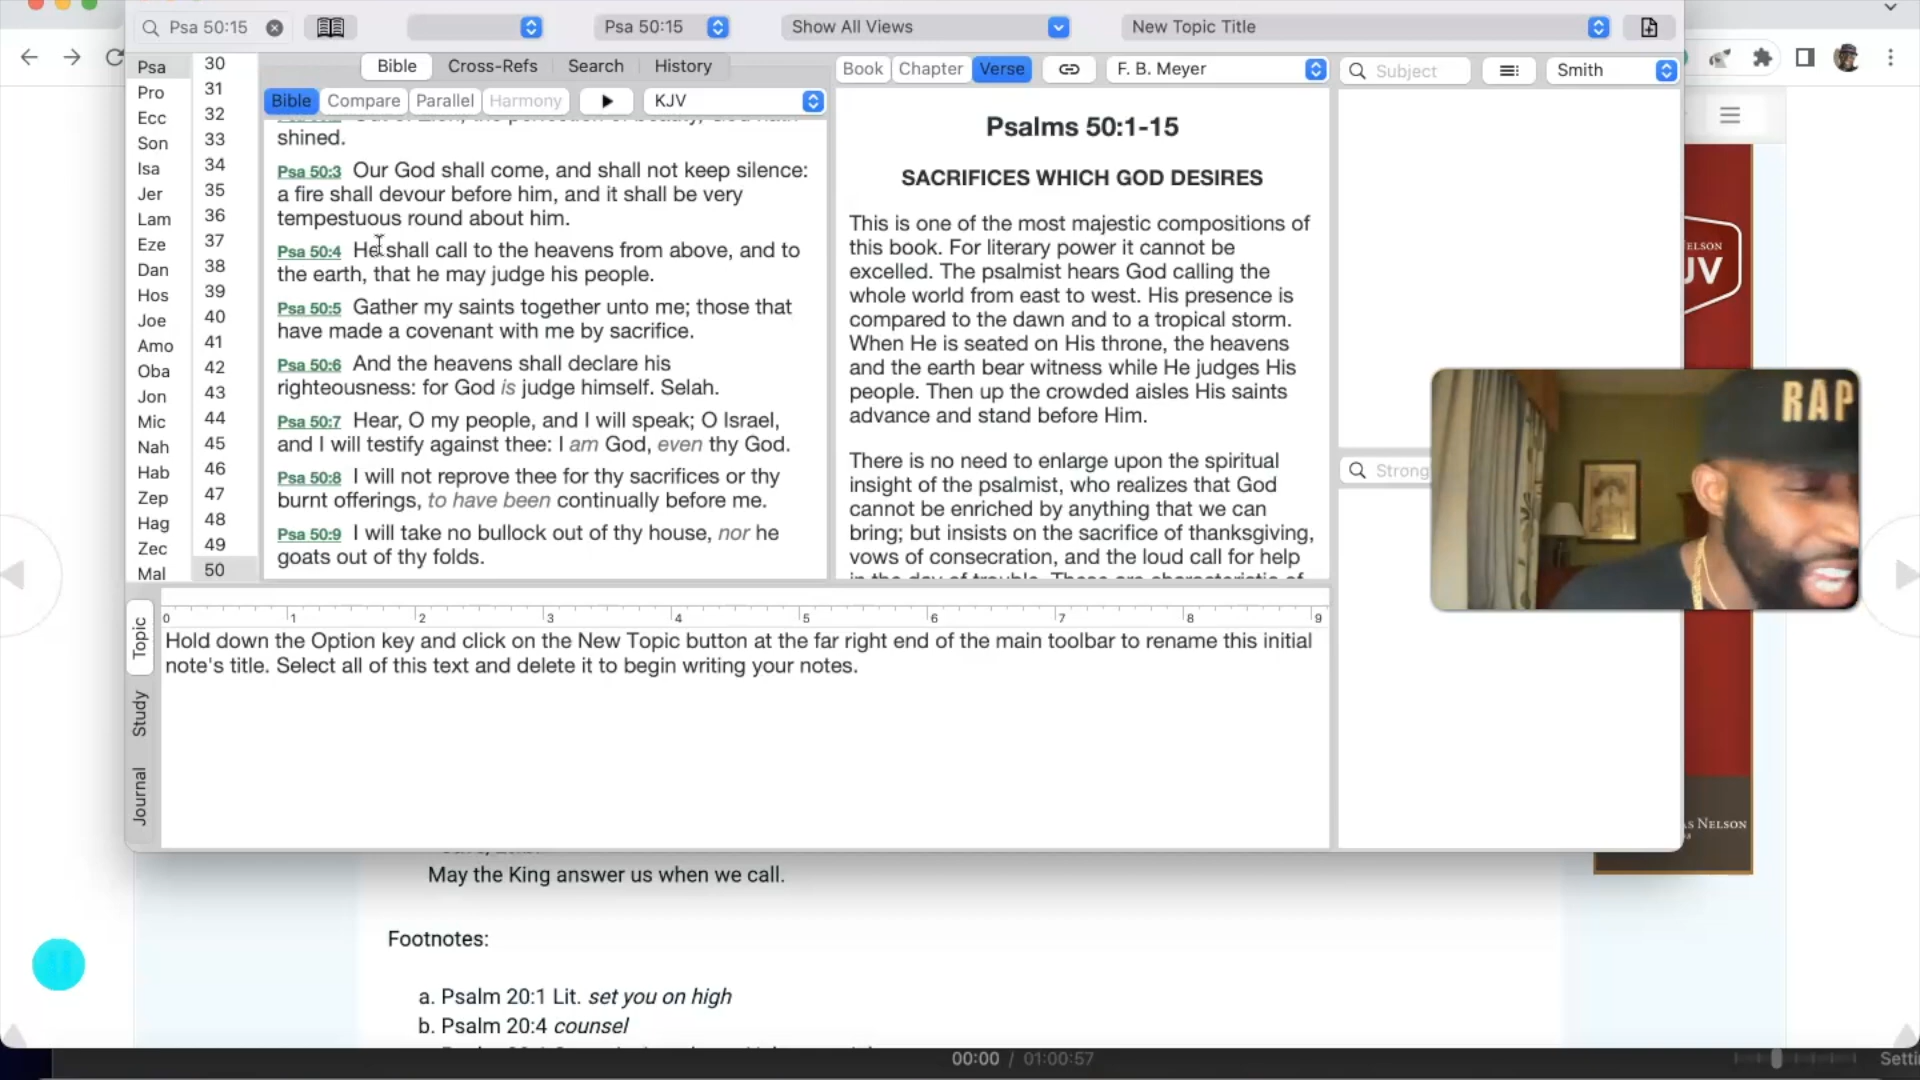 Psa 50:15
Psa 50:15
Show All Views
New Topic Title
Psa
Pro
Ecc
Son
Isa
Jer
Lam
Eze
Dan
Hos
Joe
Amo
Oba
Jon
Mic
Nah
Hab
Zep
Hag
Zec
Mal
30
31
32
33
34
35
36
37
38
39
40
41
42
43
44
45
46
47
48
49
50
Bible Cross-Refs Search History
Bible Compare Parallel Harmony KJV
shined.
Psa 50:3 Our God shall come, and shall not keep silence:
a fire shall devour before him, and it shall be very
tempestuous round about him.
Psa 50:4 He shall call to the heavens from above, and to
the earth, that he may judge his people.
Psa 50:5 Gather my saints together unto me; those that
have made a covenant with me by sacrifice.
Psa 50:6 And the heavens shall declare his
righteousness: for God is judge himself. Selah.
Psa 50:7 Hear, O my people, and I will speak; O Israel,
and I will testify against thee: I am God, even thy God.
Psa 50:8 I will not reprove thee for thy sacrifices or thy
burnt offerings, to have been continually before me.
Psa 50:9 I will take no bullock out of thy house, nor he
goats out of thy folds.
Book Chapter Verse F. B. Meyer
Psalms 50:1-15
SACRIFICES WHICH GOD DESIRES
This is one of the most majestic compositions of
this book. For literary power it cannot be
excelled. The psalmist hears God calling the
whole world from east to west. His presence is
compared to the dawn and to a tropical storm.
When He is seated on His throne, the heavens
and the earth bear witness while He judges His
people. Then up the crowded aisles His saints
advance and stand before Him.
There is no need to enlarge upon the spiritual
insight of the psalmist, who realizes that God
cannot be enriched by anything that we can
bring; but insists on the sacrifice of thanksgiving,
vows of consecration, and the loud call for help
Subject
Smith
Strong
ELSON
JV
RAP
S NELSON
Topic
Study
Journal
0 1 2 3 4 5 6 7 8 9
Hold down the Option key and click on the New Topic button at the far right end of the main toolbar to rename this initial
note's title. Select all of this text and delete it to begin writing your notes.
May the King answer us when we call.
Footnotes:
a. Psalm 20:1 Lit. set you on high
b. Psalm 20:4 counsel
00:00 / 01:00:57
Setti